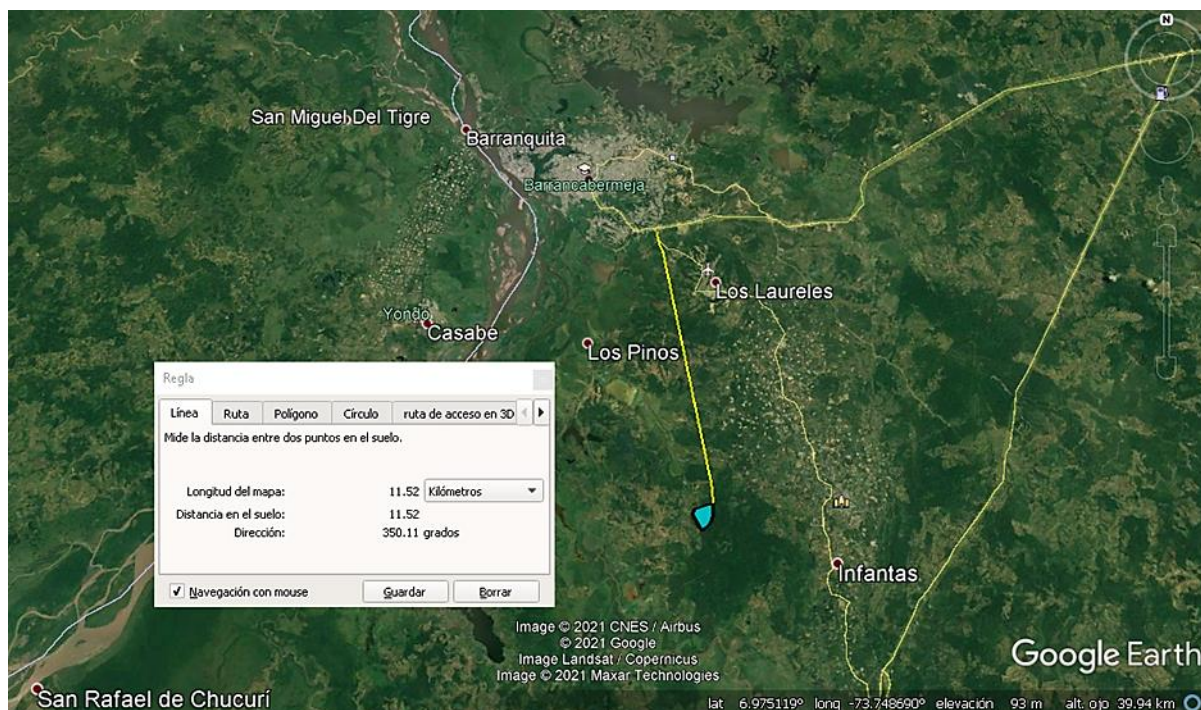 N
San Miguel Del Tigre
Barranquita
Barrancabermeja
Los Laureles
Yondo
Casabe
Los Pinos
Regla
Línea Ruta Polígono Círculo ruta de acceso en 3D
Mide la distancia entre dos puntos en el suelo.
Longitud del mapa: 11.52 Kilómetros
Distancia en el suelo: 11.52
Dirección: 350.11 grados
Navegación con mouse Guardar Borrar
Infantas
Image © 2021 CNES / Airbus
© 2021 Google
Image Landsat / Copernicus
Image © 2021 Maxar Technologies
Google Earth
San Rafael de Chucurí
lat 6.975119º long -73.748690º elevación 93 m alt. ojo 39.94 km